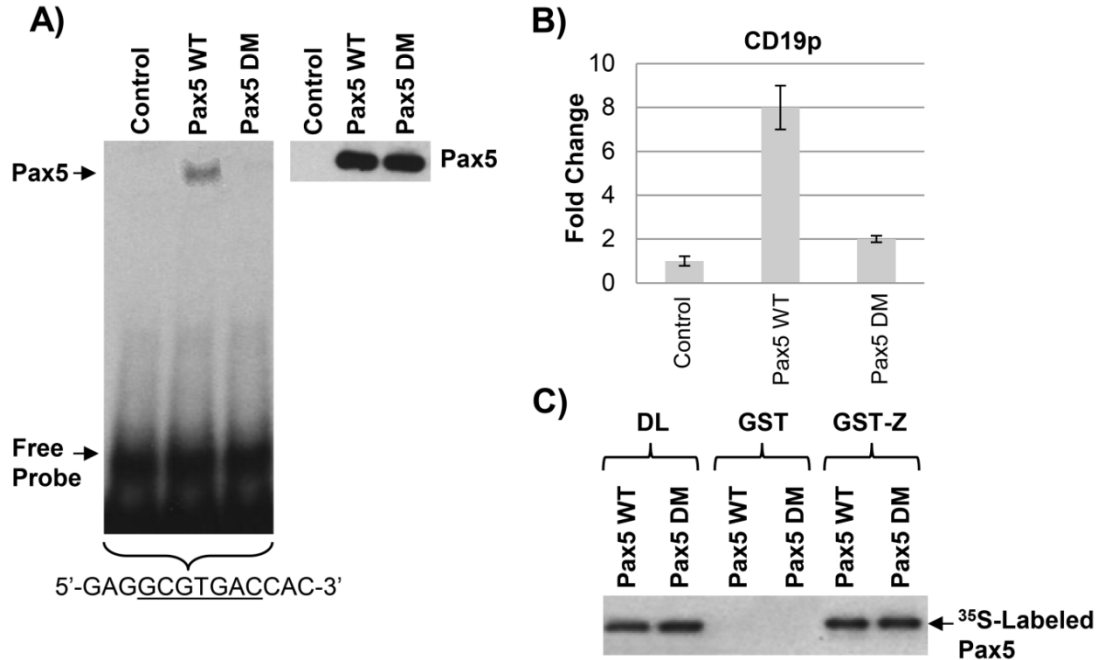 A)
Control
Pax5 WT
Pax5 DM
Control
Pax5 WT
Pax5 DM
Pax5
Pax5
Free
Probe
5’-GAGGCGTGACCAC-3’
B)
CD19p
Fold Change
10
8
6
4
2
0
Control
Pax5 WT
Pax5 DM
C)
DL
GST
GST-Z
Pax5 WT
Pax5 DM
Pax5 WT
Pax5 DM
Pax5 WT
Pax5 DM
³⁵S-Labeled
Pax5